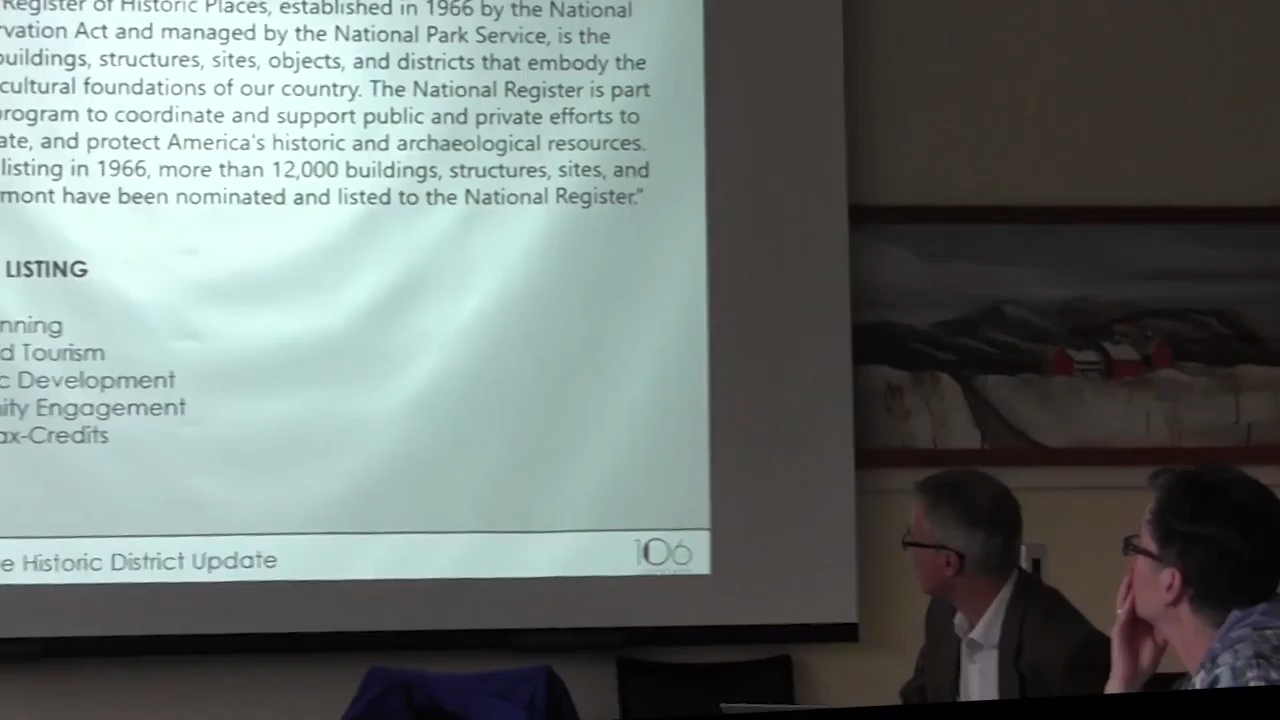 Register of Historic Places, established in 1966 by the National
rvation Act and managed by the National Park Service, is the
buildings, structures, sites, objects, and districts that embody the
cultural foundations of our country. The National Register is part
rogram to coordinate and support public and private efforts to
ate, and protect America's historic and archaeological resources.
listing in 1966, more than 12,000 buildings, structures, sites, and
mont have been nominated and listed to the National Register."
LISTING
nning
d Tourism
c Development
ity Engagement
ax-Credits
e Historic District Update
106